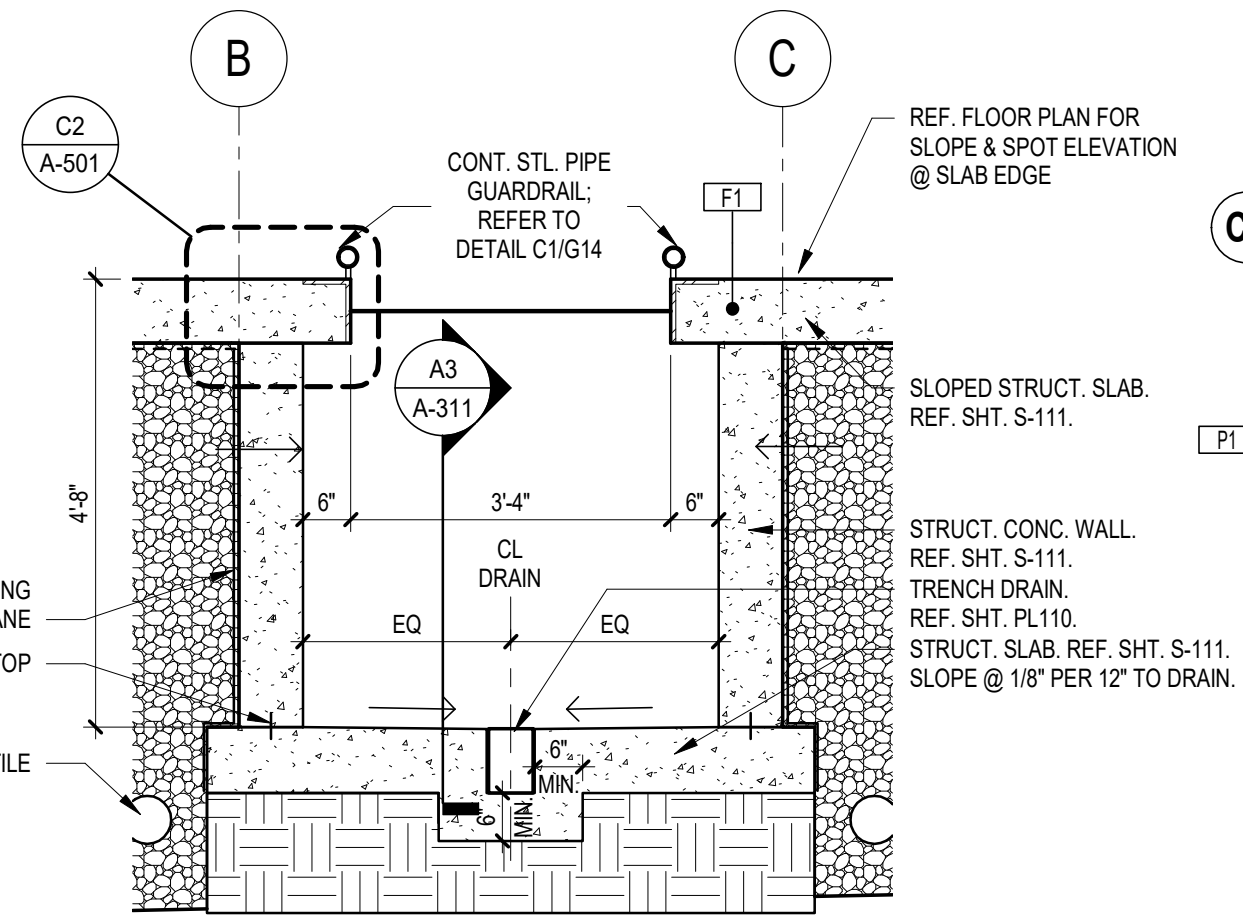 B
C
C2
A-501
CONT. STL. PIPE
GUARDRAIL;
REFER TO
DETAIL C1/G14
F1
REF. FLOOR PLAN FOR
SLOPE & SPOT ELEVATION
@ SLAB EDGE
C
A3
A-311
SLOPED STRUCT. SLAB.
REF. SHT. S-111.
P1
4'-8"
6"
3'-4"
6"
CL
DRAIN
STRUCT. CONC. WALL.
REF. SHT. S-111.
TRENCH DRAIN.
REF. SHT. PL110.
STRUCT. SLAB. REF. SHT. S-111.
SLOPE @ 1/8" PER 12" TO DRAIN.
EQ
EQ
ING
ANE
TOP
TILE
6"
MIN.
6"
MIN.